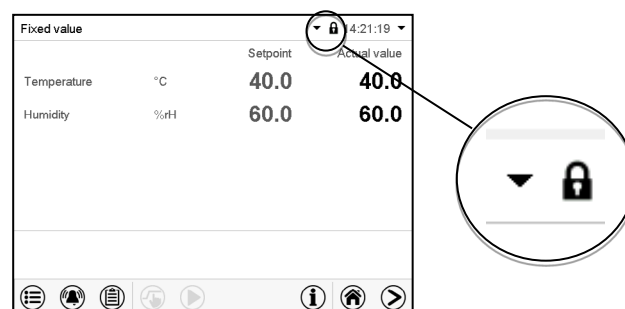 Fixed value 14:21:19
Setpoint Actual value
Temperature °C 40.0 40.0
Humidity %rH 60.0 60.0